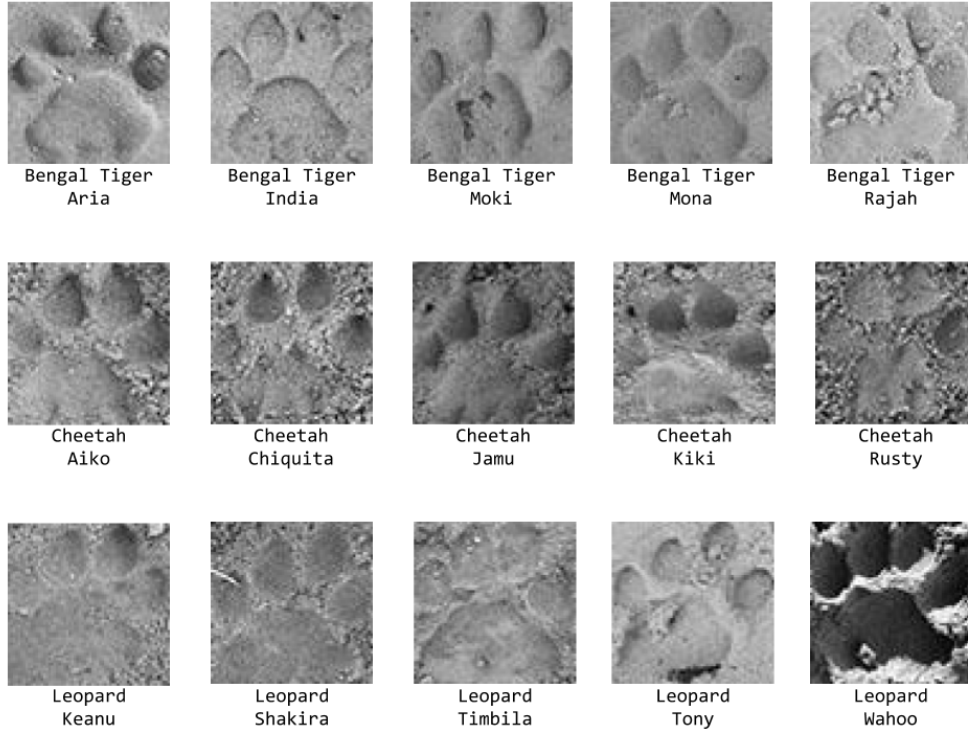 Bengal Tiger Bengal Tiger Bengal Tiger Bengal Tiger Bengal Tiger
Aria India Moki Mona Rajah
Cheetah Cheetah Cheetah Cheetah Cheetah
Aiko Chiquita Jamu Kiki Rusty
Leopard Leopard Leopard Leopard Leopard
Keanu Shakira Timbila Tony Wahoo